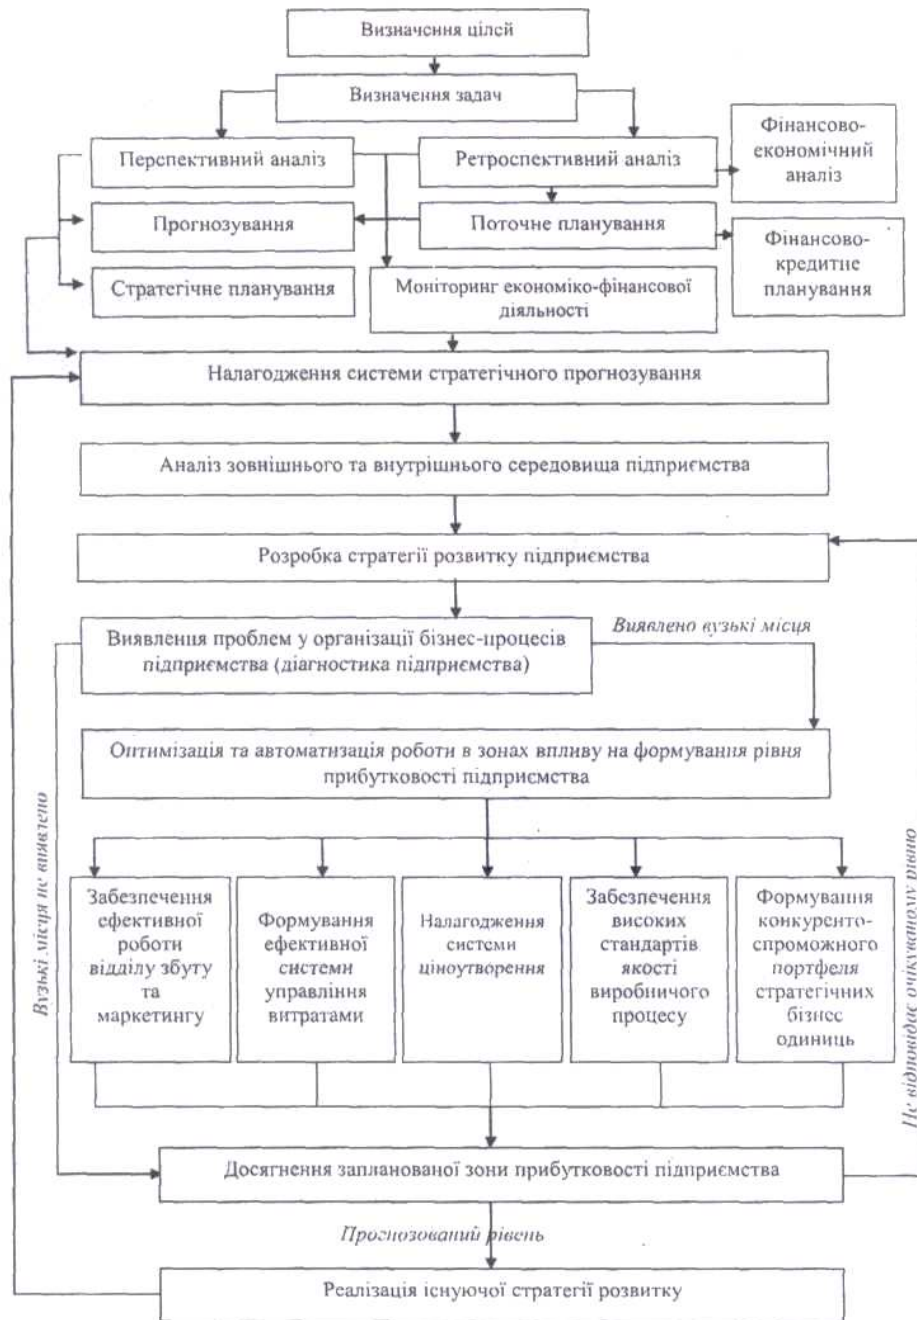 Визначення цілей
Визначення задач
Перспективний аналіз
Ретроспективний аналіз
Фінансово-
економічний
аналіз
Прогнозування
Поточне планування
Фінансово-
кредитне
планування
Стратегічне планування
Моніторинг економіко-фінансової
діяльності
Налагодження системи стратегічного прогнозування
Аналіз зовнішнього та внутрішнього середовища підприємства
Розробка стратегії розвитку підприємства
Виявлення проблем у організації бізнес-процесів
підприємства (діагностика підприємства)
Виявлено вузькі місця
Оптимізація та автоматизація роботи в зонах впливу на формування рівня
прибутковості підприємства
Вузькі місця не виявлено
Забезпечення
ефективної
роботи
відділу збуту
та
маркетингу
Формування
ефективної
системи
управління
витратами
Налагодження
системи
ціноутворення
Забезпечення
високих
стандартів
якості
виробничого
процесу
Формування
конкуренто-
спроможного
портфеля
стратегічних
бізнес
одиниць
Не відповідає очікуваному рівню
Досягнення запланованої зони прибутковості підприємства
Прогнозований рівень
Реалізація існуючої стратегії розвитку